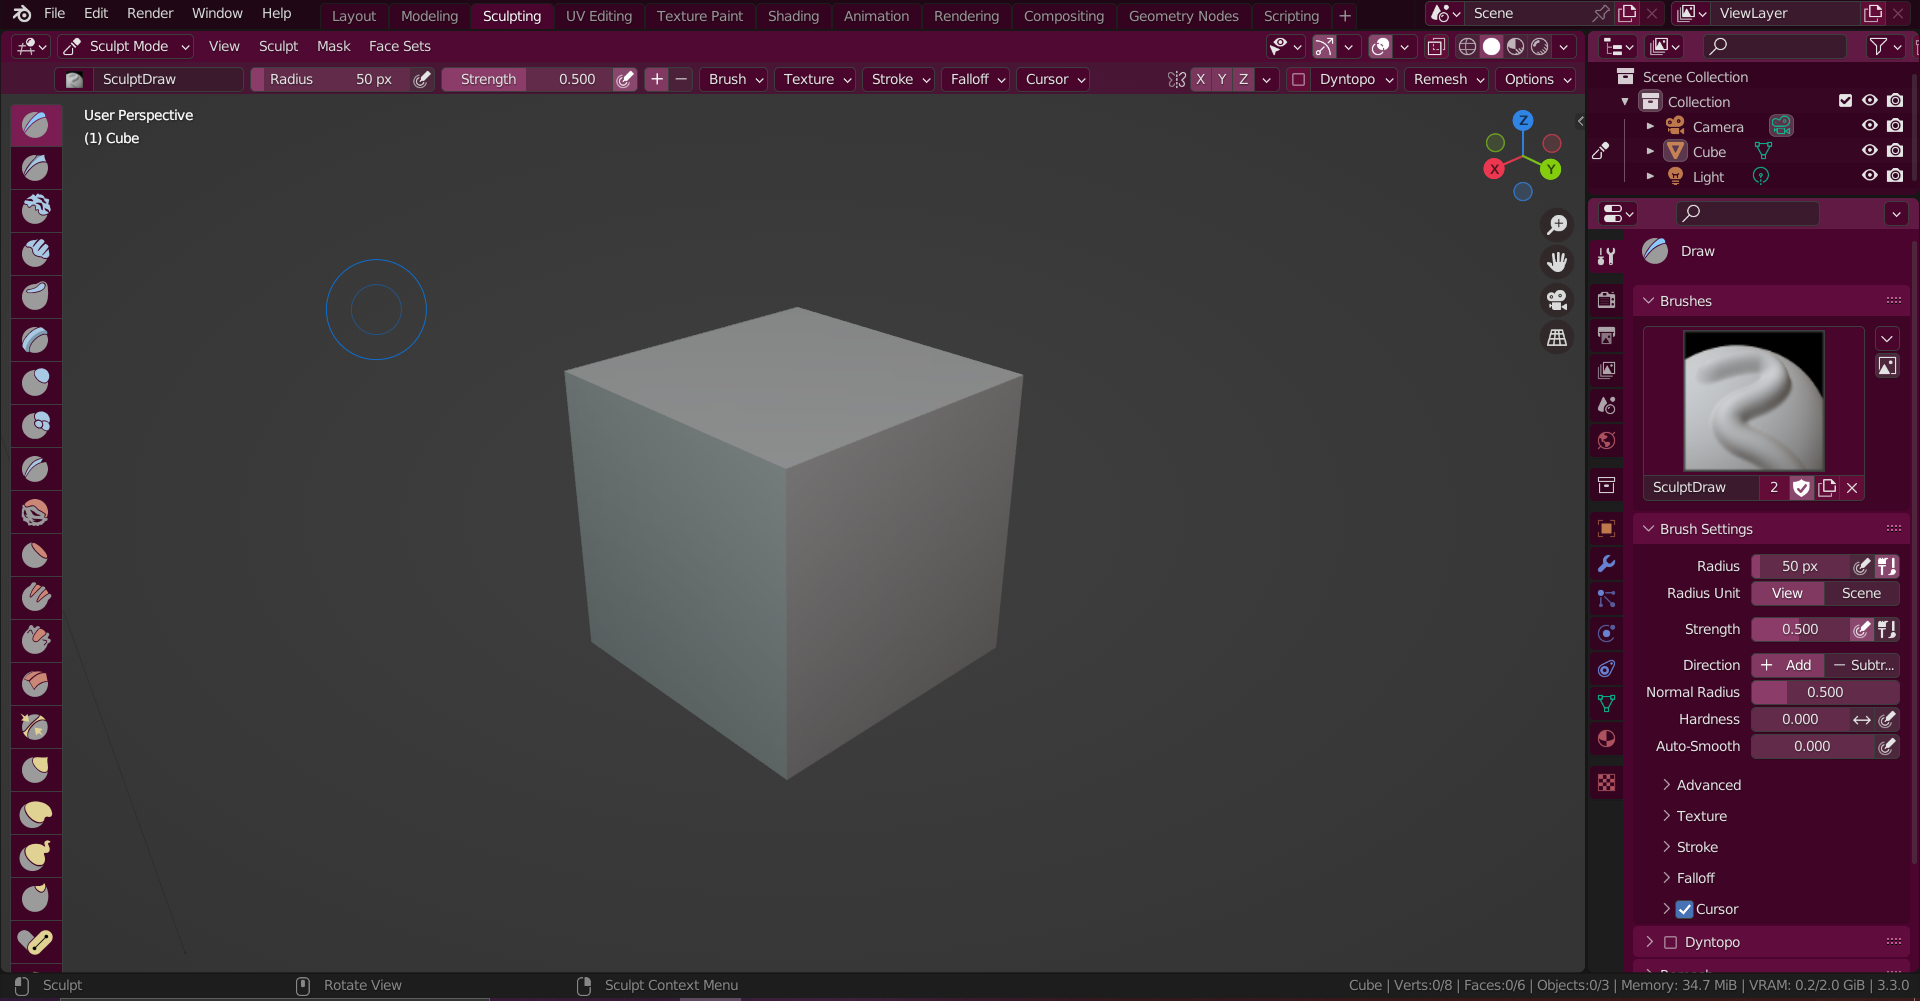 File Edit Render Window Help Layout Modeling Sculpting UV Editing Texture Paint Shading Animation Rendering Compositing Geometry Nodes Scripting + Scene ViewLayer
Sculpt Mode View Sculpt Mask Face Sets
SculptDraw Radius 50 px Strength 0.500 + − Brush Texture Stroke Falloff Cursor X Y Z Dyntopo Remesh Options
User Perspective
(1) Cube
Z
X
Y
Scene Collection
Collection
Camera
Cube
Light
Draw
Brushes
SculptDraw 2
Brush Settings
Radius 50 px
Radius Unit View Scene
Strength 0.500
Direction + Add − Subtr...
Normal Radius 0.500
Hardness 0.000
Auto-Smooth 0.000
Advanced
Texture
Stroke
Falloff
Cursor
Dyntopo
Sculpt Rotate View Sculpt Context Menu Cube | Verts:0/8 | Faces:0/6 | Objects:0/3 | Memory: 34.7 MiB | VRAM: 0.2/2.0 GiB | 3.3.0